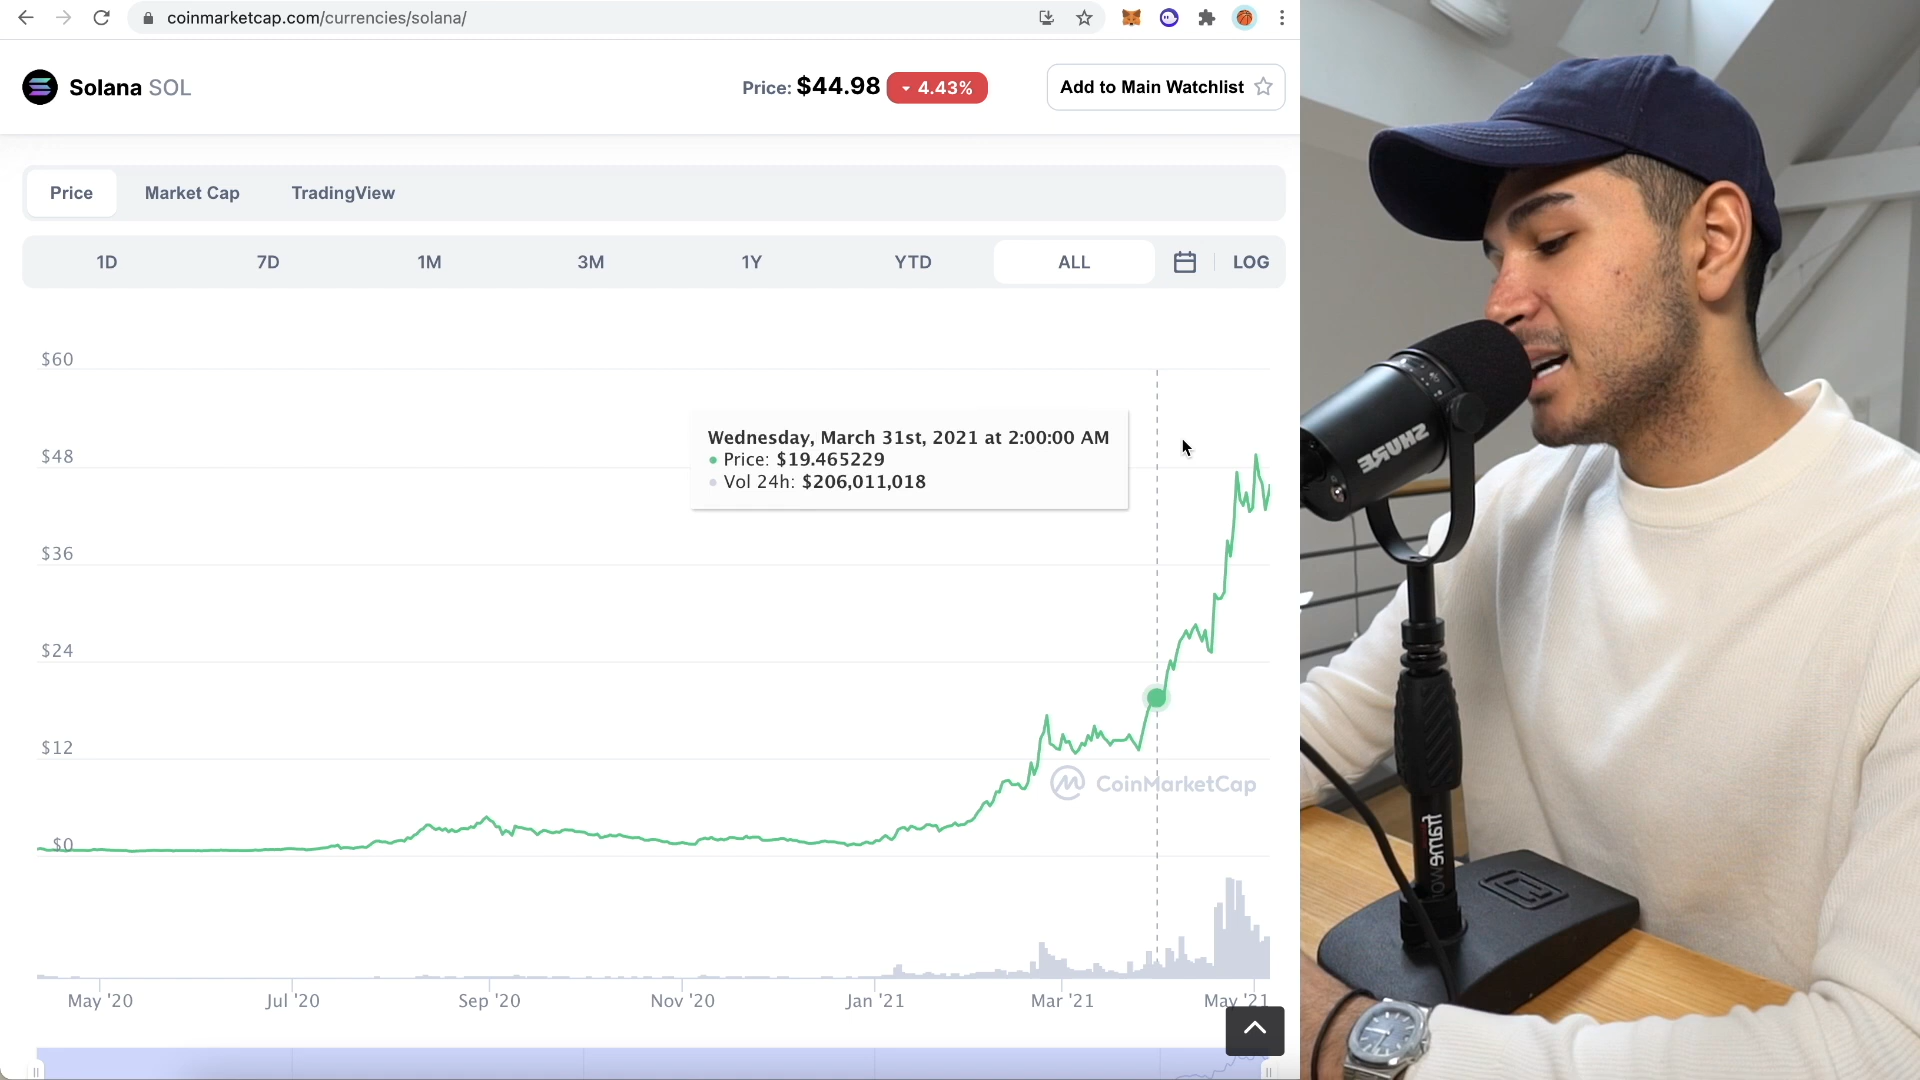 coinmarketcap.com/currencies/solana/
Solana SOL
Price: $44.98 4.43%
Add to Main Watchlist
Price Market Cap TradingView
1D 7D 1M 3M 1Y YTD ALL LOG
$60
$48
$36
$24
$12
$0
Wednesday, March 31st, 2021 at 2:00:00 AM
Price: $19.465229
Vol 24h: $206,011,018
CoinMarketCap
May '20 Jul '20 Sep '20 Nov '20 Jan '21 Mar '21 May '21
SHURE